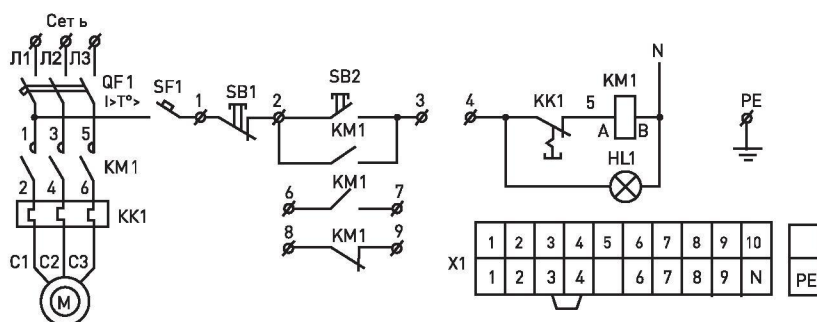 Сеть
Л1 Л2 Л3
QF1
I>T°>
SF1
1
SB1
2
SB2
3
4
KK1
5
KM1
A B
N
PE
HL1
KM1
1 3 5
KM1
2 4 6
KK1
C1 C2 C3
M
6 KM1 7
8 KM1 9
X1
1 2 3 4 5 6 7 8 9 10
1 2 3 4 6 7 8 9 N
PE